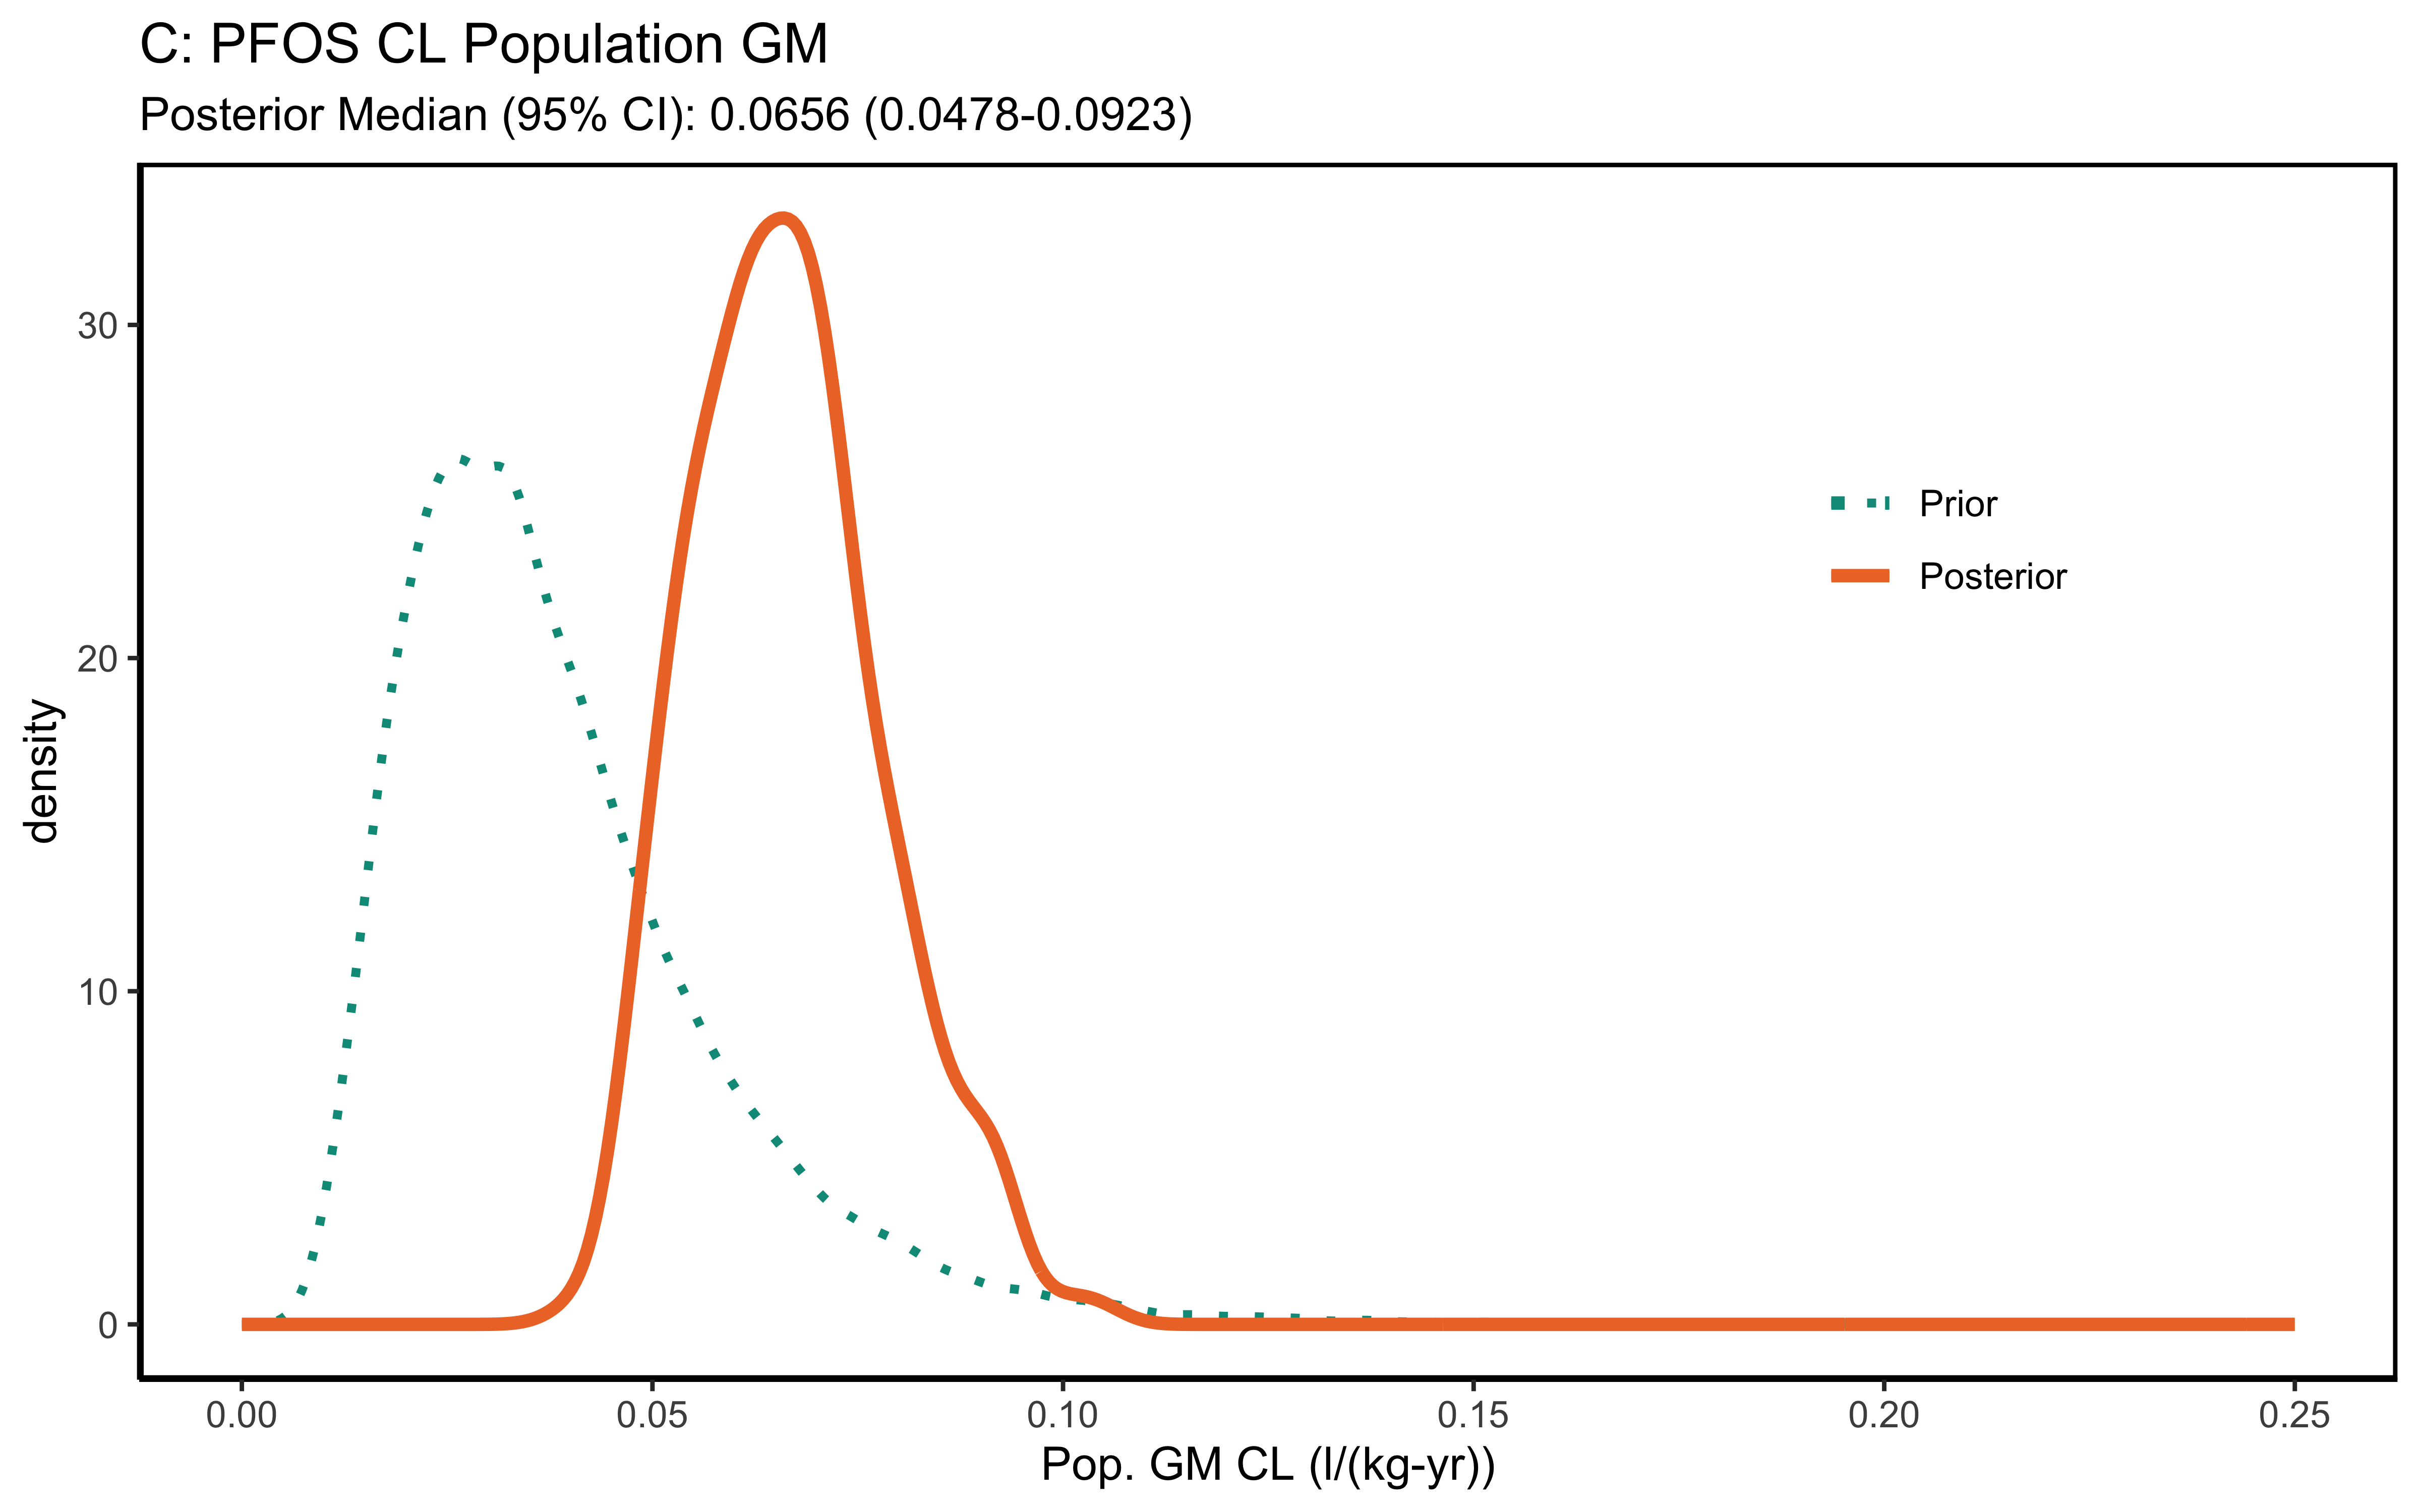 C: PFOS CL Population GM
Posterior Median (95% CI): 0.0656 (0.0478-0.0923)
30
20
10
0
density
Prior
Posterior
0.00 0.05 0.10 0.15 0.20 0.25
Pop. GM CL (l/(kg-yr))